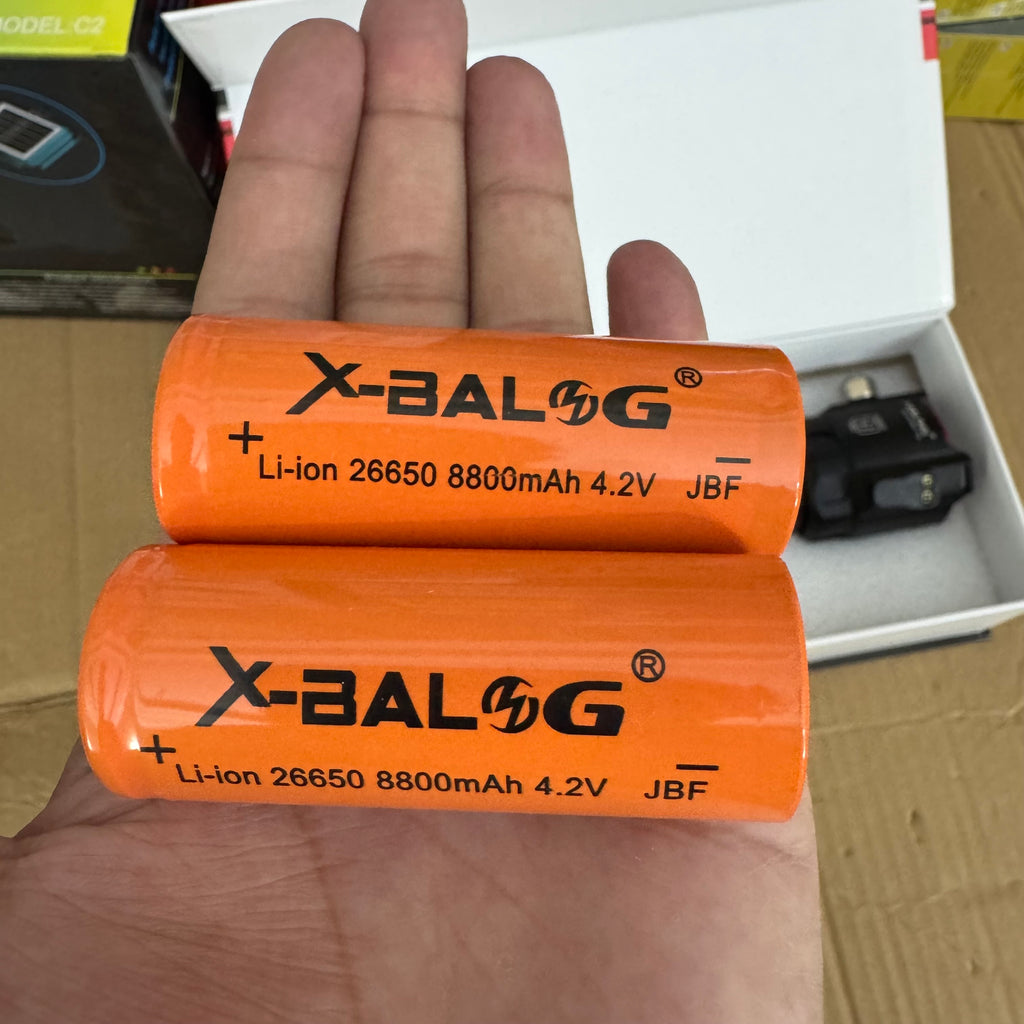 MODEL C2
X-BALOG®
+ Li-ion 26650 8800mAh 4.2V JBF −
X-BALOG®
+ Li-ion 26650 8800mAh 4.2V JBF −